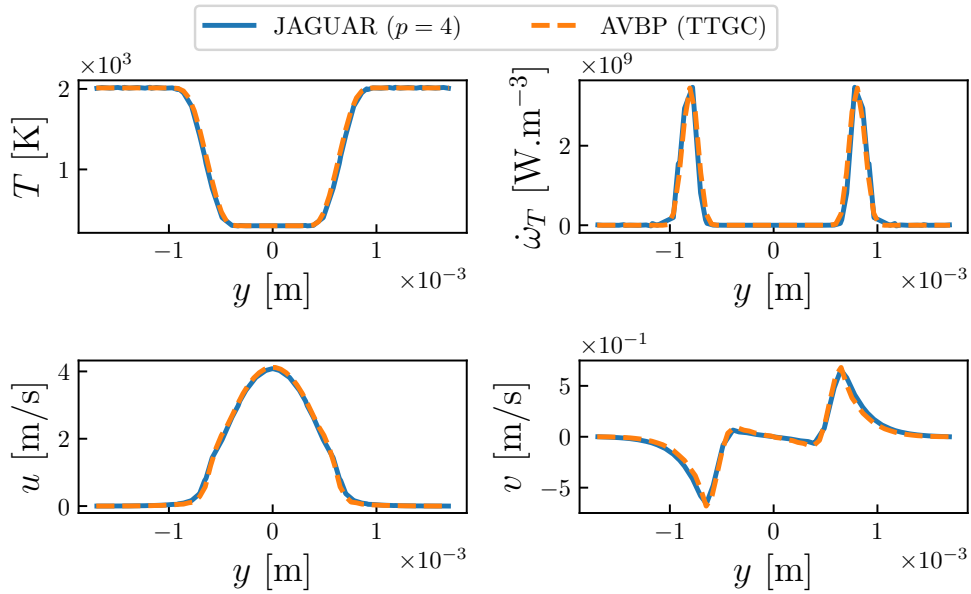 JAGUAR (p = 4) AVBP (TTGC)
×10³
T [K]
2
1
−1 0 1
y [m] ×10⁻³
×10⁹
ω̇_T [W.m⁻³]
2
0
−1 0 1
y [m] ×10⁻³
u [m/s]
4
2
0
−1 0 1
y [m] ×10⁻³
×10⁻¹
v [m/s]
5
0
−5
−1 0 1
y [m] ×10⁻³